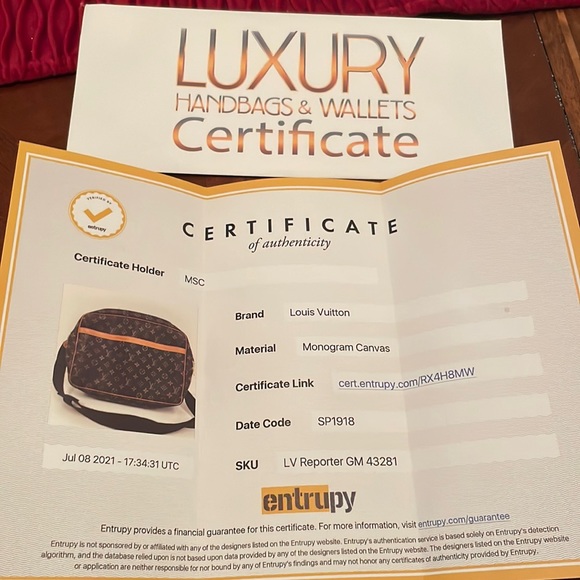 LUXURY
HANDBAGS & WALLETS
Certificate
VERIFIED BY
entrupy
CERTIFICATE
of authenticity
Certificate Holder MSC
Brand Louis Vuitton
Material Monogram Canvas
Certificate Link cert.entrupy.com/RX4H8MW
Date Code SP1918
Jul 08 2021 - 17:34:31 UTC
SKU LV Reporter GM 43281
entrupy
Entrupy provides a financial guarantee for this certificate. For more information, visit entrupy.com/guarantee
Entrupy is not sponsored by or affiliated with any of the designers listed on the Entrupy website. Entrupy's authentication service is based solely on Entrupy's detection
algorithm, and the database relied upon is not based upon data provided by any of the designers listed on the Entrupy website. The designers listed on the Entrupy website
or application are neither responsible for nor bound by any of Entrupy's findings and may not honor any certificates of authenticity provided by Entrupy.